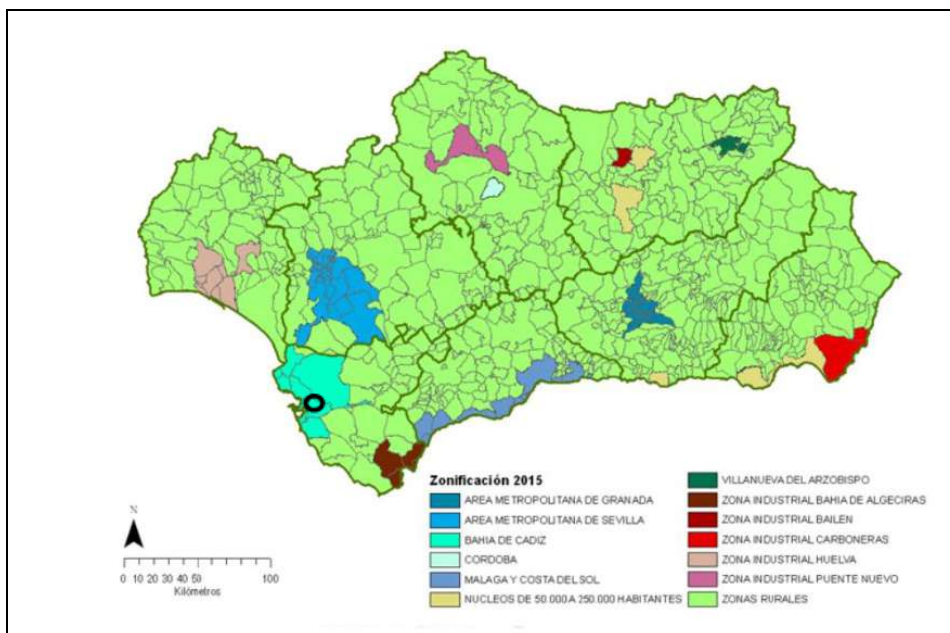 Zonificación 2015
AREA METROPOLITANA DE GRANADA
AREA METROPOLITANA DE SEVILLA
BAHIA DE CADIZ
CORDOBA
MALAGA Y COSTA DEL SOL
NUCLEOS DE 50.000 A 250.000 HABITANTES
VILLANUEVA DEL ARZOBISPO
ZONA INDUSTRIAL BAHIA DE ALGECIRAS
ZONA INDUSTRIAL BAILEN
ZONA INDUSTRIAL CARBONERAS
ZONA INDUSTRIAL HUELVA
ZONA INDUSTRIAL PUENTE NUEVO
ZONAS RURALES
N
0 10 20 30 40 50 100
Kilómetros